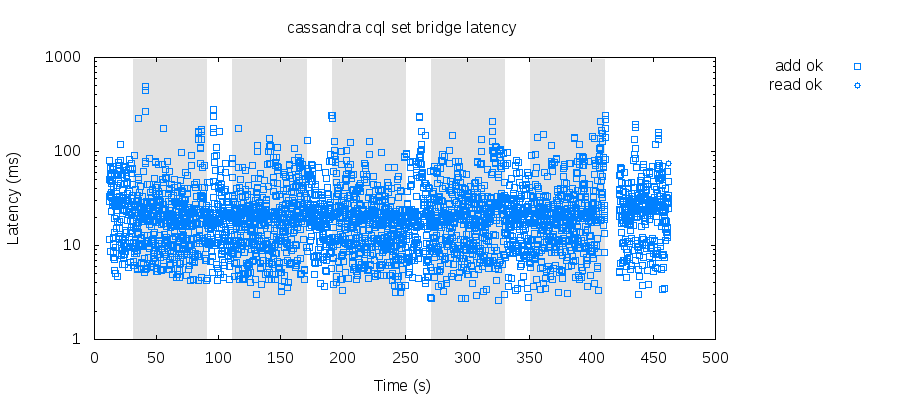 cassandra cql set bridge latency
add ok
read ok
Latency (ms)
1000
100
10
1
0 50 100 150 200 250 300 350 400 450 500
Time (s)